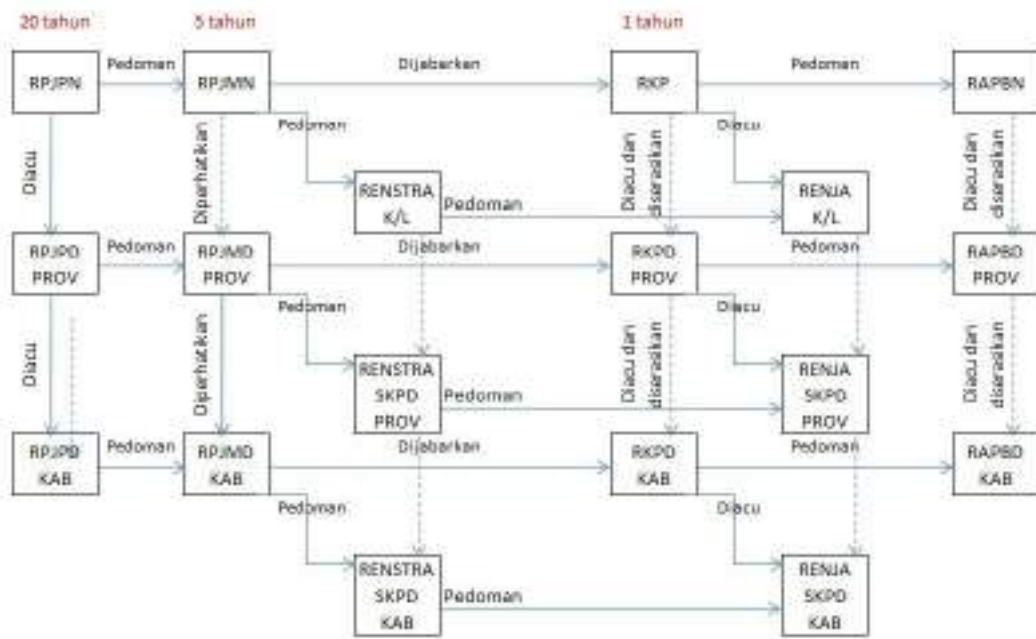 20 tahun
5 tahun
1 tahun
RPJPN
Pedoman
RPJMN
Dijabarkan
RKP
Pedoman
RAPBN
Diacu
Diperhatikan
Pedoman
Diacu dan
diserasikan
Diacu
Diacu dan
diserasikan
RENSTRA
K/L
Pedoman
RENJA
K/L
RPJPD
PROV
Pedoman
RPJMD
PROV
Dijabarkan
RKPD
PROV
Pedoman
RAPBD
PROV
Diacu
Diperhatikan
Pedoman
Diacu dan
diserasikan
Diacu
Diacu dan
diserasikan
RENSTRA
SKPD
PROV
Pedoman
RENJA
SKPD
PROV
RPJPD
KAB
Pedoman
RPJMD
KAB
Dijabarkan
RKPD
KAB
Pedoman
RAPBD
KAB
Pedoman
Diacu
RENSTRA
SKPD
KAB
Pedoman
RENJA
SKPD
KAB